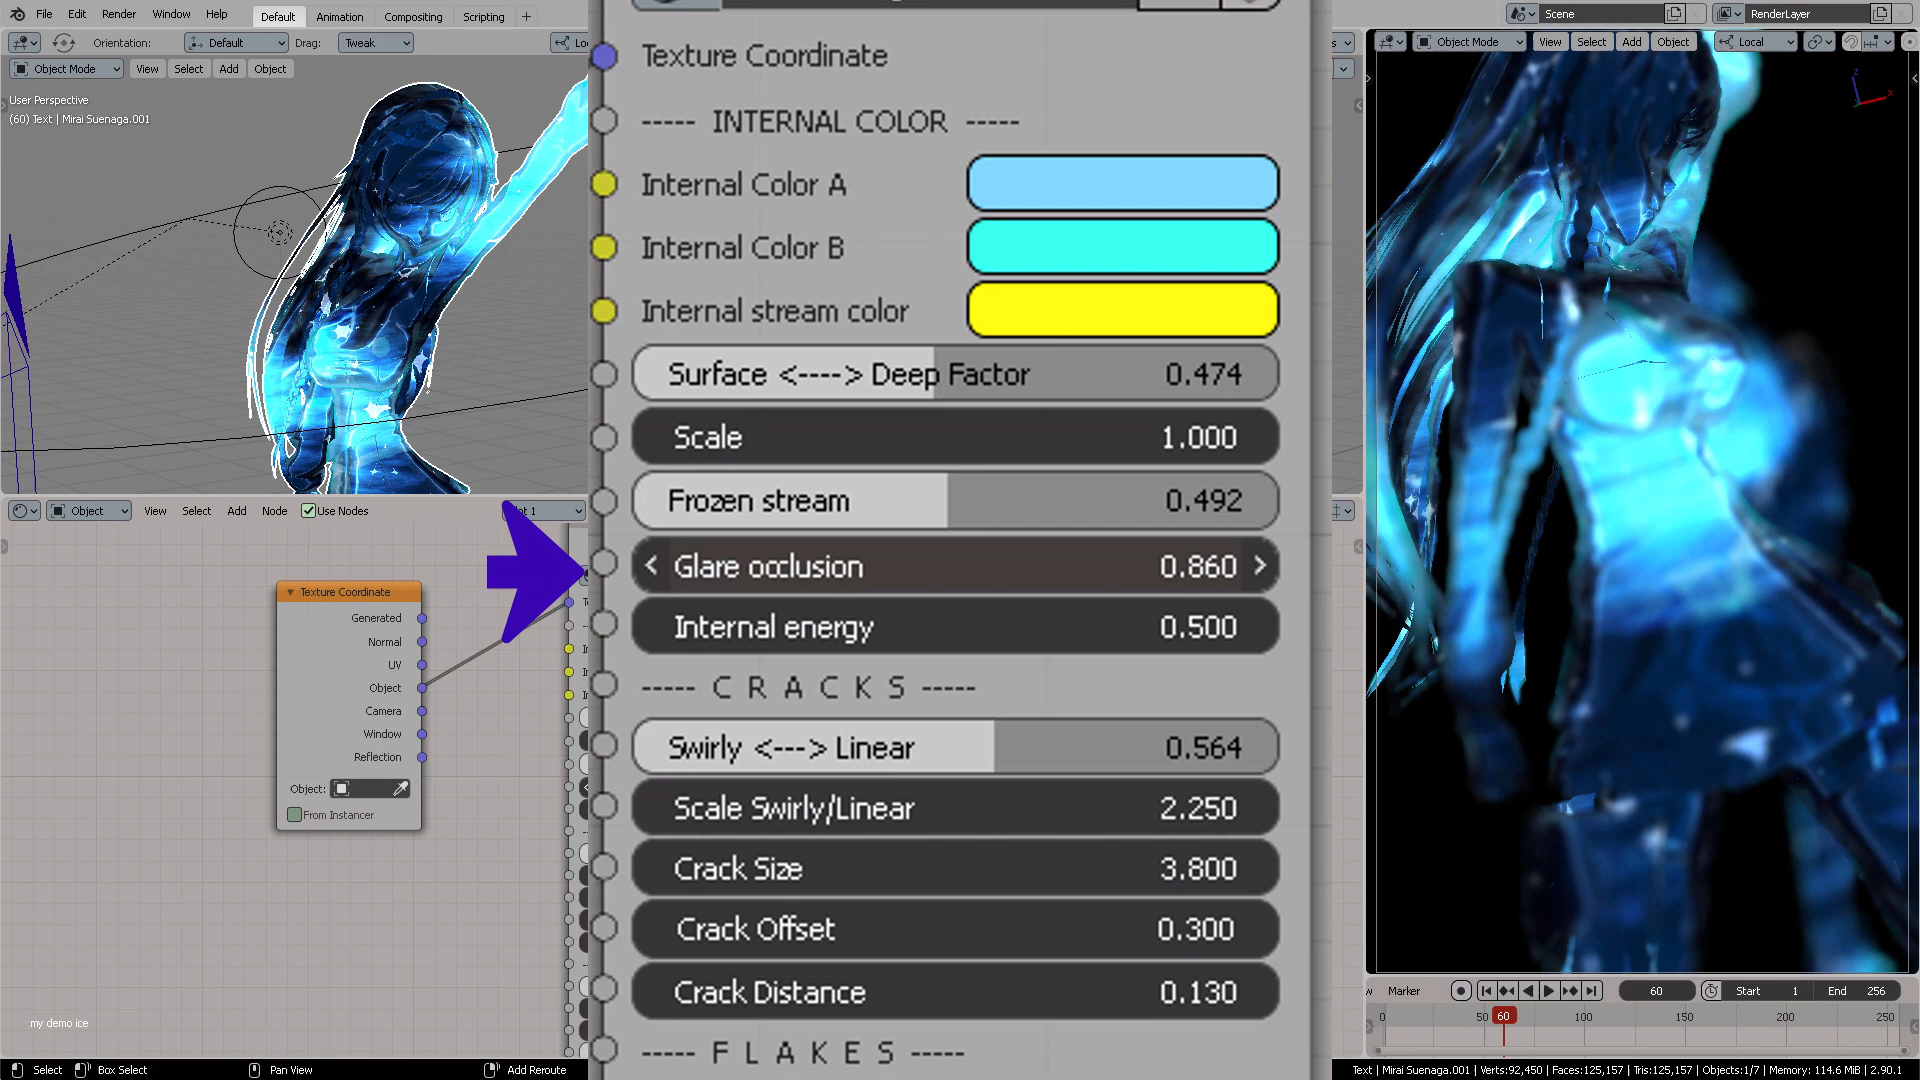 File Edit Render Window Help Default Animation Compositing Scripting +
Scene RenderLayer
Orientation: Default Drag: Tweak
Object Mode View Select Add Object
Object Mode View Select Add Object Local
User Perspective
(60) Text | Mirai Suenaga.001
Texture Coordinate
----- INTERNAL COLOR -----
Internal Color A
Internal Color B
Internal stream color
Surface <----> Deep Factor 0.474
Scale 1.000
Frozen stream 0.492
Glare occlusion 0.860
Internal energy 0.500
----- C R A C K S -----
Swirly <---> Linear 0.564
Scale Swirly/Linear 2.250
Crack Size 3.800
Crack Offset 0.300
Crack Distance 0.130
----- F L A K E S -----
Object View Select Add Node Use Nodes
Texture Coordinate
Generated
Normal
UV
Object
Camera
Window
Reflection
Object:
From Instancer
my demo ice
Marker 60 Start 1 End 256
0 50 60 100 150 200 250
Select Box Select Pan View Add Reroute
Text | Mirai Suenaga.001 | Verts:92,450 | Faces:125,157 | Tris:125,157 | Objects:1/7 | Memory: 114.6 MiB | 2.90.1